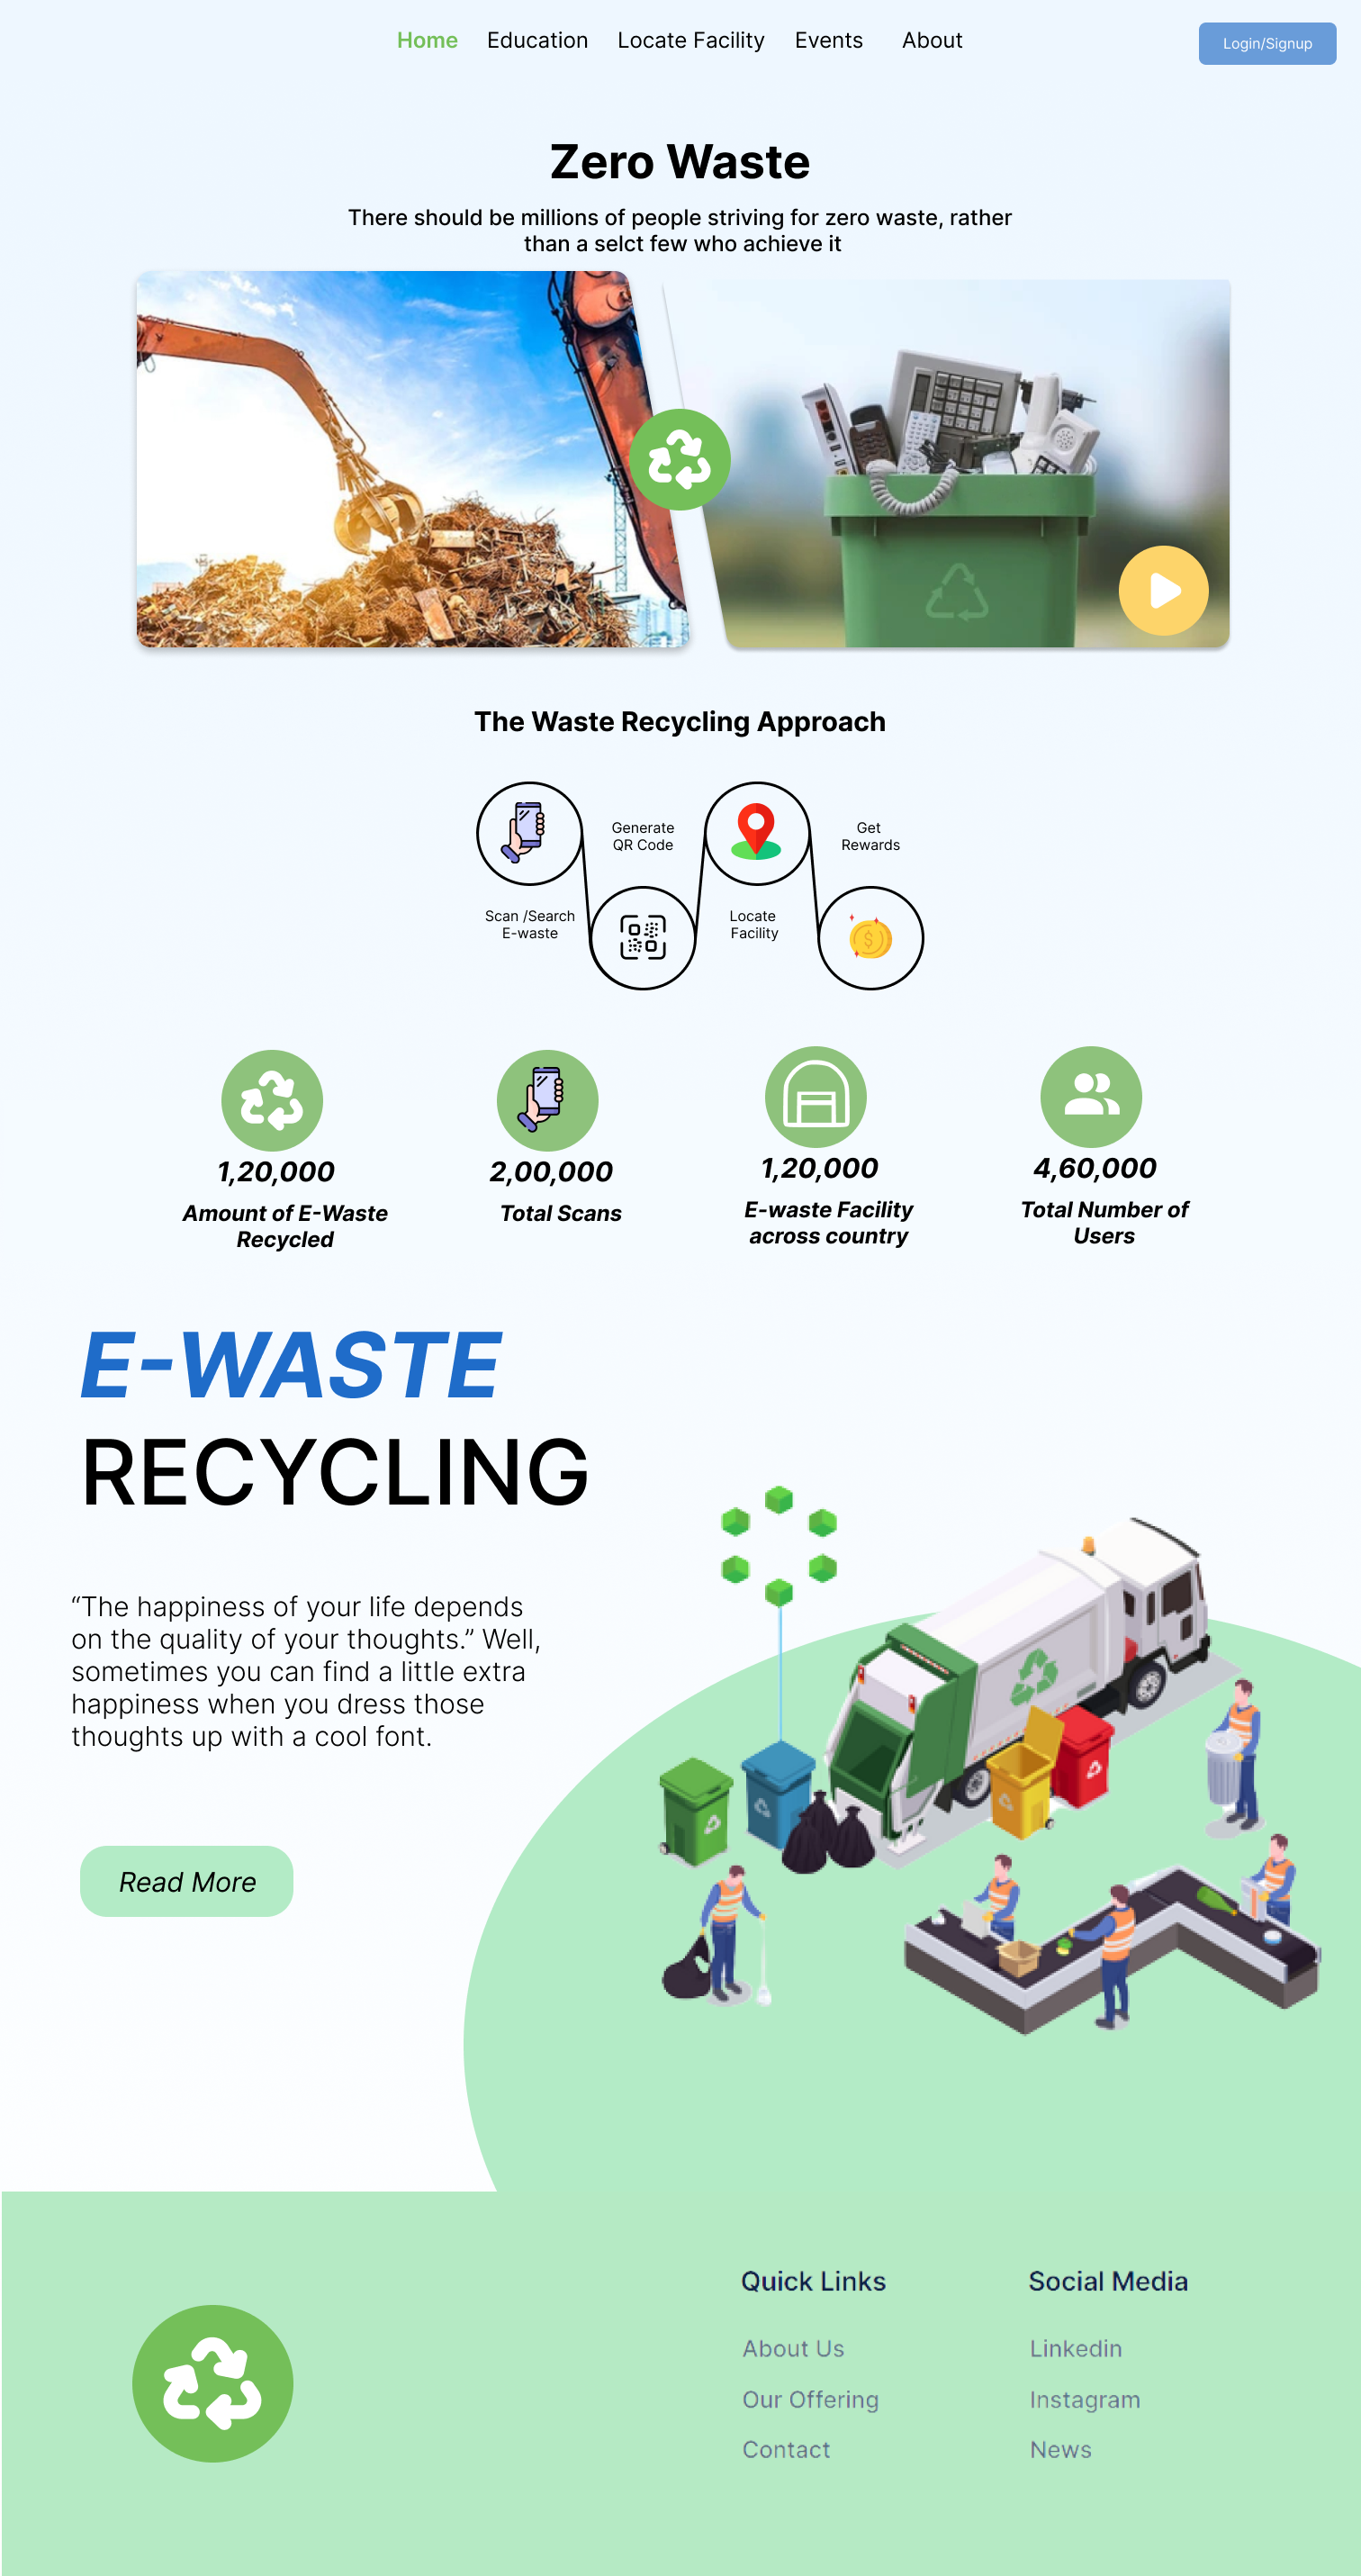 Home Education Locate Facility Events About Login/Signup
Zero Waste
There should be millions of people striving for zero waste, rather
than a selct few who achieve it
The Waste Recycling Approach
Generate
QR Code
Get
Rewards
Scan /Search
E-waste
Locate
Facility
1,20,000
Amount of E-Waste
Recycled
2,00,000
Total Scans
1,20,000
E-waste Facility
across country
4,60,000
Total Number of
Users
E-WASTE
RECYCLING
“The happiness of your life depends
on the quality of your thoughts.” Well,
sometimes you can find a little extra
happiness when you dress those
thoughts up with a cool font.
Read More
Quick Links
About Us
Our Offering
Contact
Social Media
Linkedin
Instagram
News